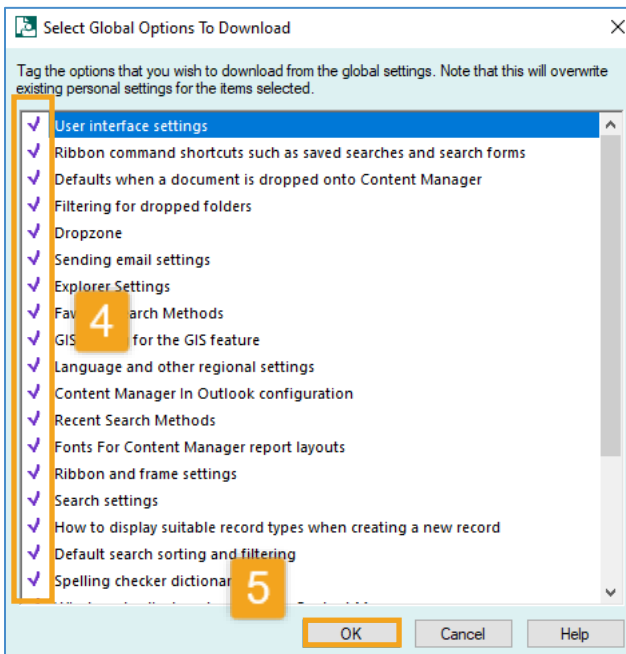 Select Global Options To Download
Tag the options that you wish to download from the global settings. Note that this will overwrite
existing personal settings for the items selected.
User interface settings
Ribbon command shortcuts such as saved searches and search forms
Defaults when a document is dropped onto Content Manager
Filtering for dropped folders
Dropzone
Sending email settings
Explorer Settings
arch Methods
4
GIS for the GIS feature
Language and other regional settings
Content Manager In Outlook configuration
Recent Search Methods
Fonts For Content Manager report layouts
Ribbon and frame settings
Search settings
How to display suitable record types when creating a new record
Default search sorting and filtering
Spelling checker dictionar
5
OK Cancel Help